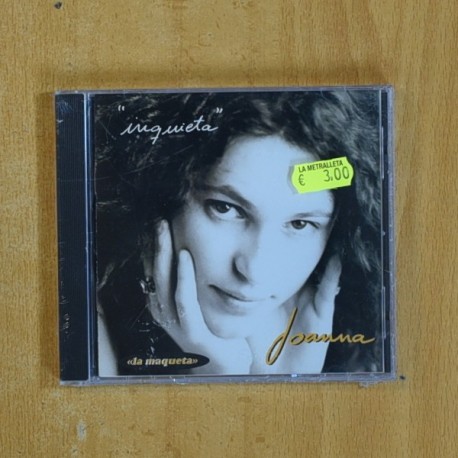 "inquieta"
LA METRALLETA
€ 3,00
Joanna
«la maqueta»